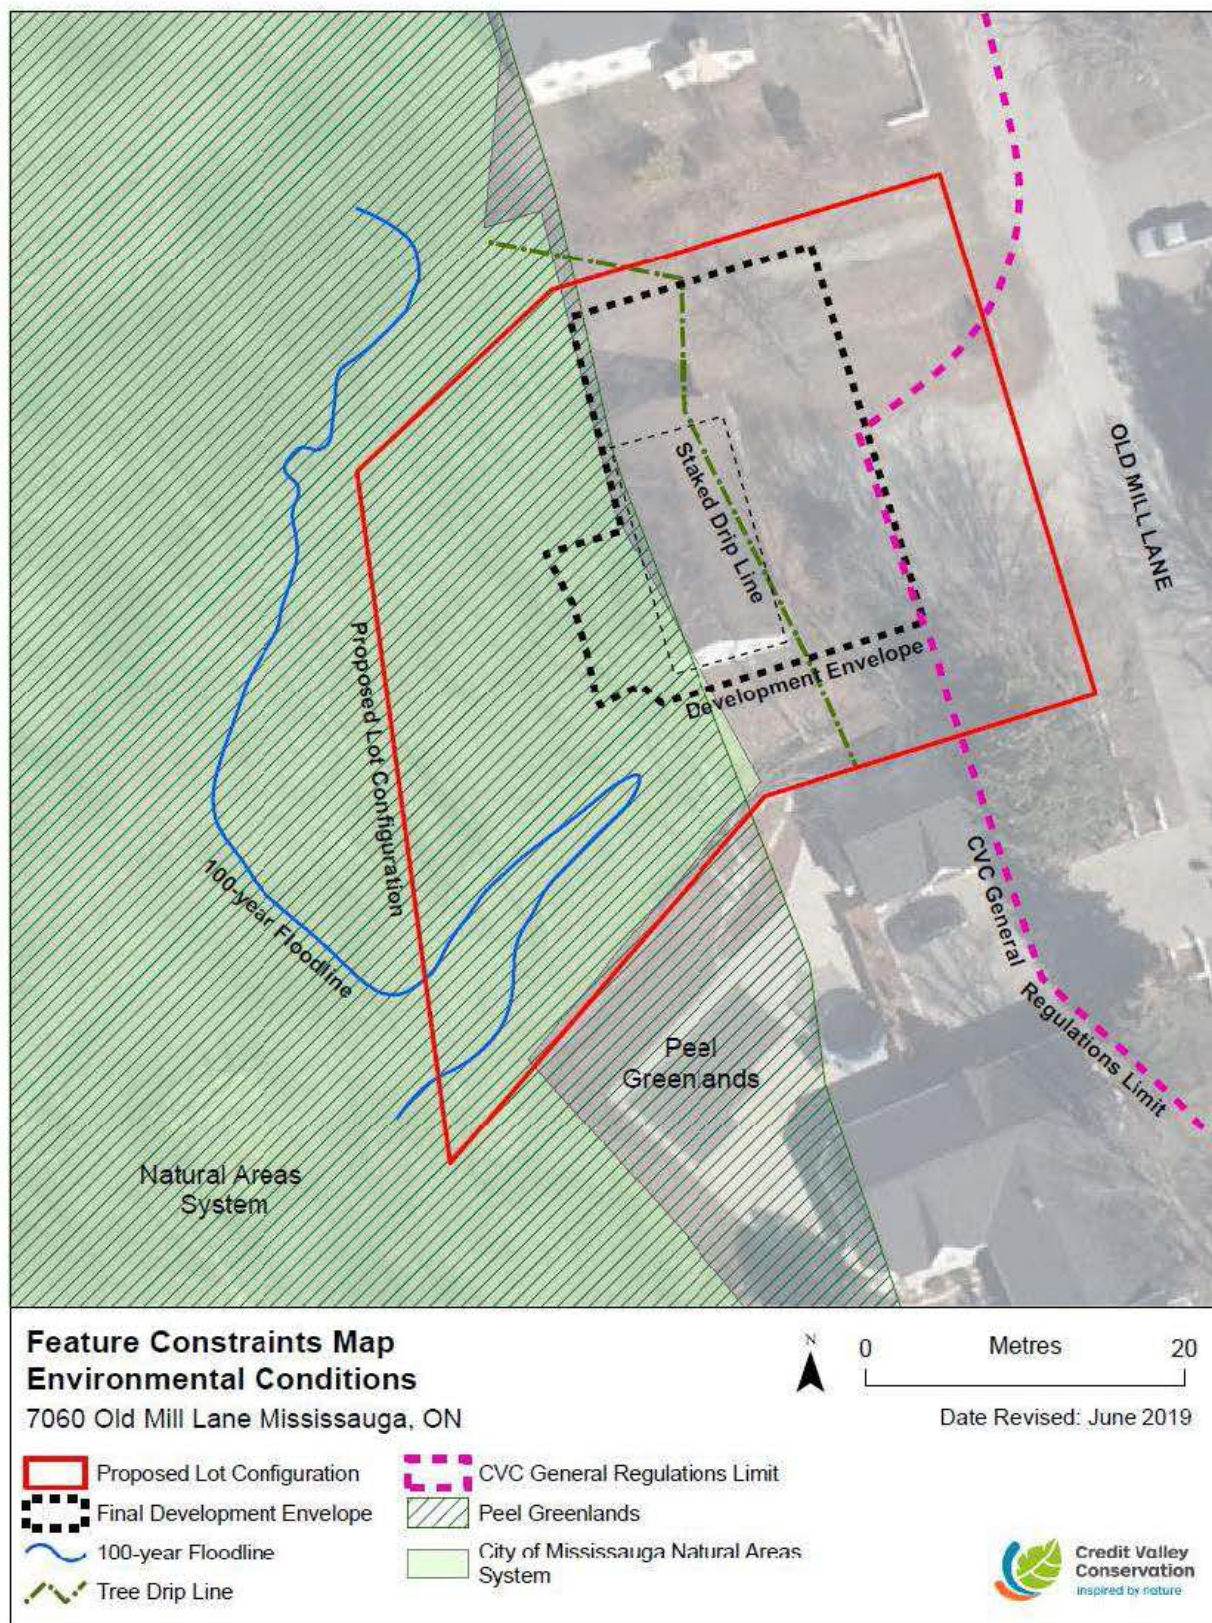 OLD MILL LANE
Staked Drip Line
Development Envelope
Proposed Lot Configuration
100-year Floodline
CVC General
Regulations Limit
Peel
Greenlands
Natural Areas
System
Feature Constraints Map
Environmental Conditions
7060 Old Mill Lane Mississauga, ON
N
0 Metres 20
Date Revised: June 2019
Proposed Lot Configuration
Final Development Envelope
100-year Floodline
Tree Drip Line
CVC General Regulations Limit
Peel Greenlands
City of Mississauga Natural Areas
System
Credit Valley
Conservation
inspired by nature